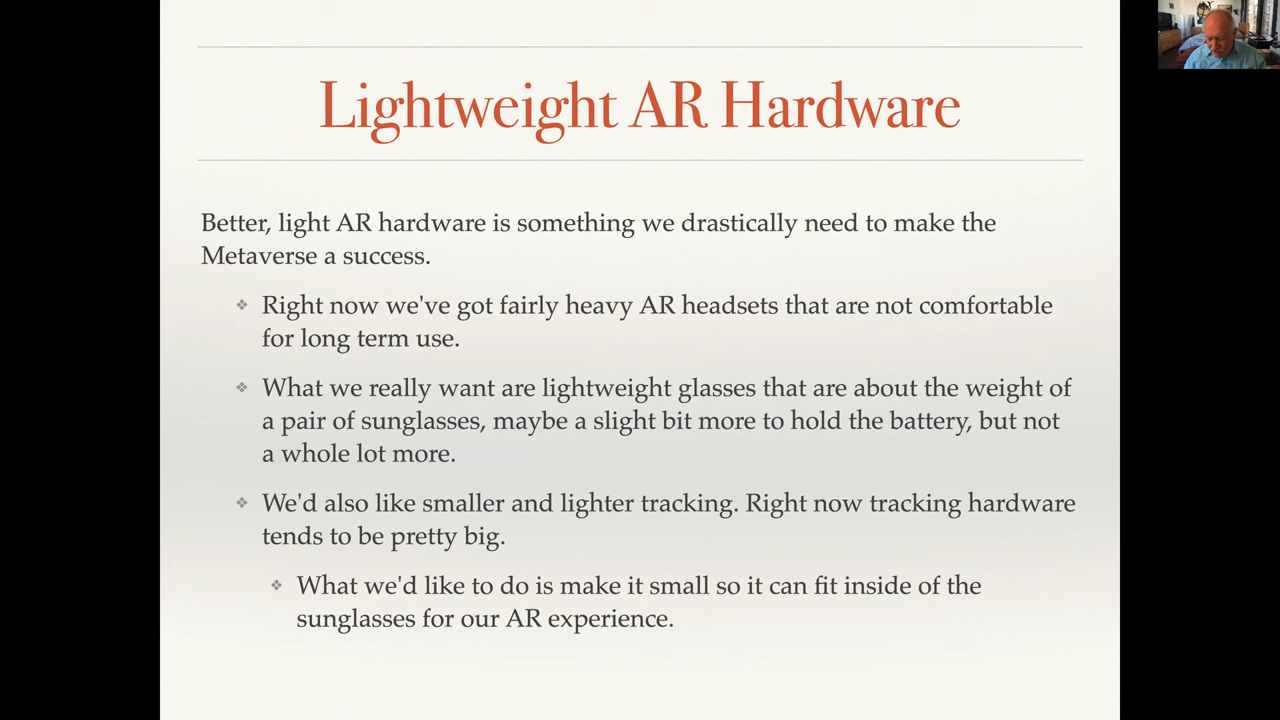 Lightweight AR Hardware
Better, light AR hardware is something we drastically need to make the
Metaverse a success.
Right now we've got fairly heavy AR headsets that are not comfortable
for long term use.
What we really want are lightweight glasses that are about the weight of
a pair of sunglasses, maybe a slight bit more to hold the battery, but not
a whole lot more.
We'd also like smaller and lighter tracking. Right now tracking hardware
tends to be pretty big.
What we'd like to do is make it small so it can fit inside of the
sunglasses for our AR experience.